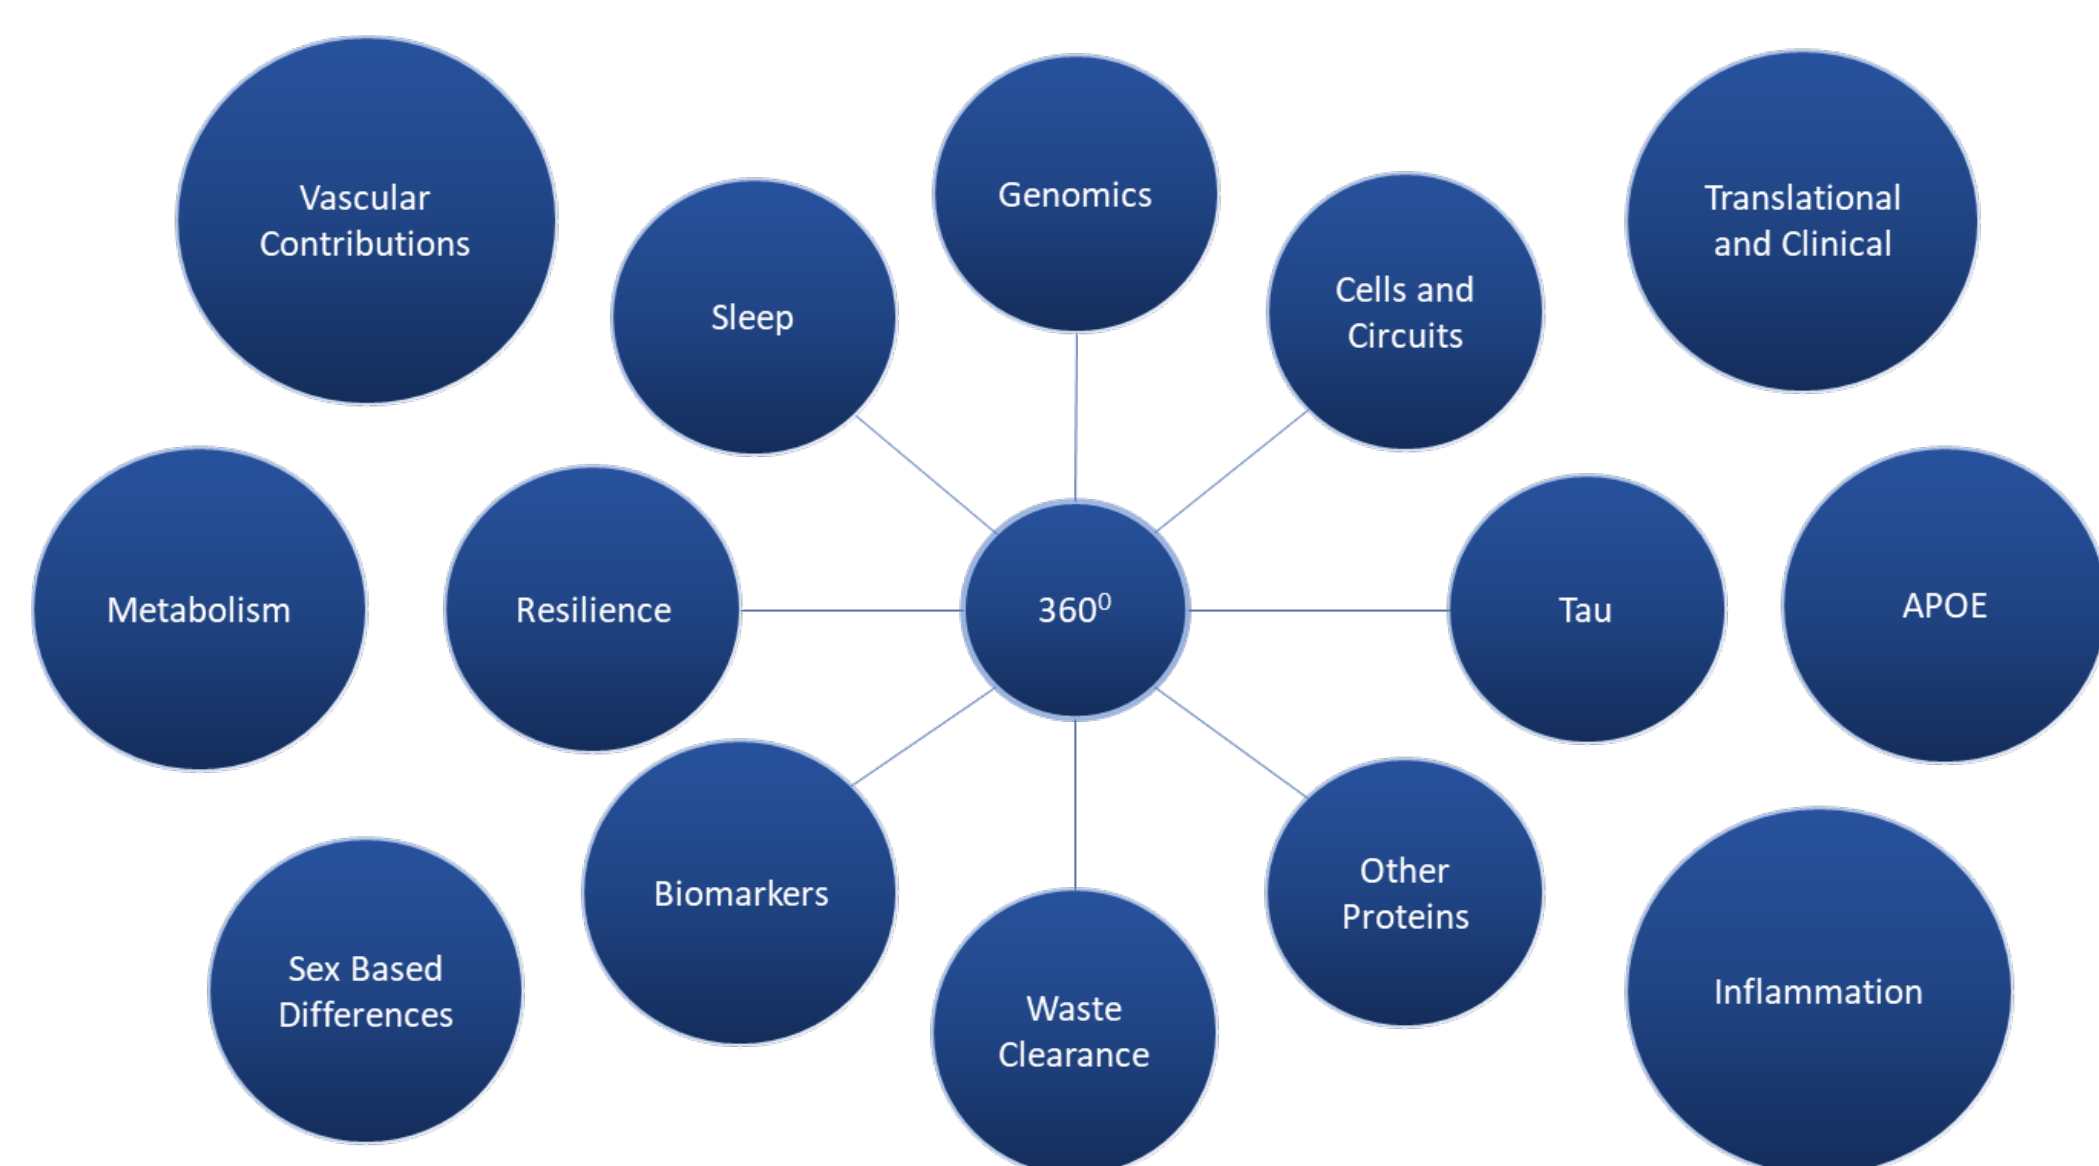 Vascular
Contributions
Sleep
Genomics
Cells and
Circuits
Translational
and Clinical
Metabolism
Resilience
360⁰
Tau
APOE
Sex Based
Differences
Biomarkers
Waste
Clearance
Other
Proteins
Inflammation